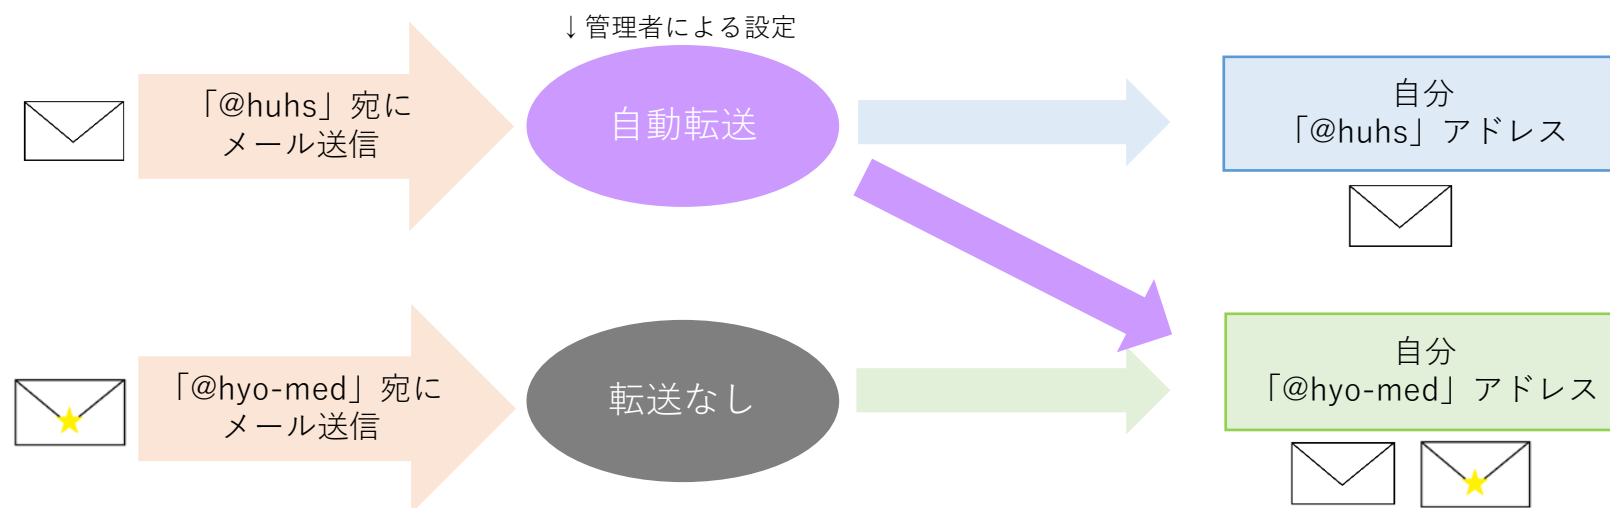 ↓管理者による設定
「@huhs」宛に
メール送信
自動転送
自分
「@huhs」アドレス
「@hyo-med」宛に
メール送信
転送なし
自分
「@hyo-med」アドレス